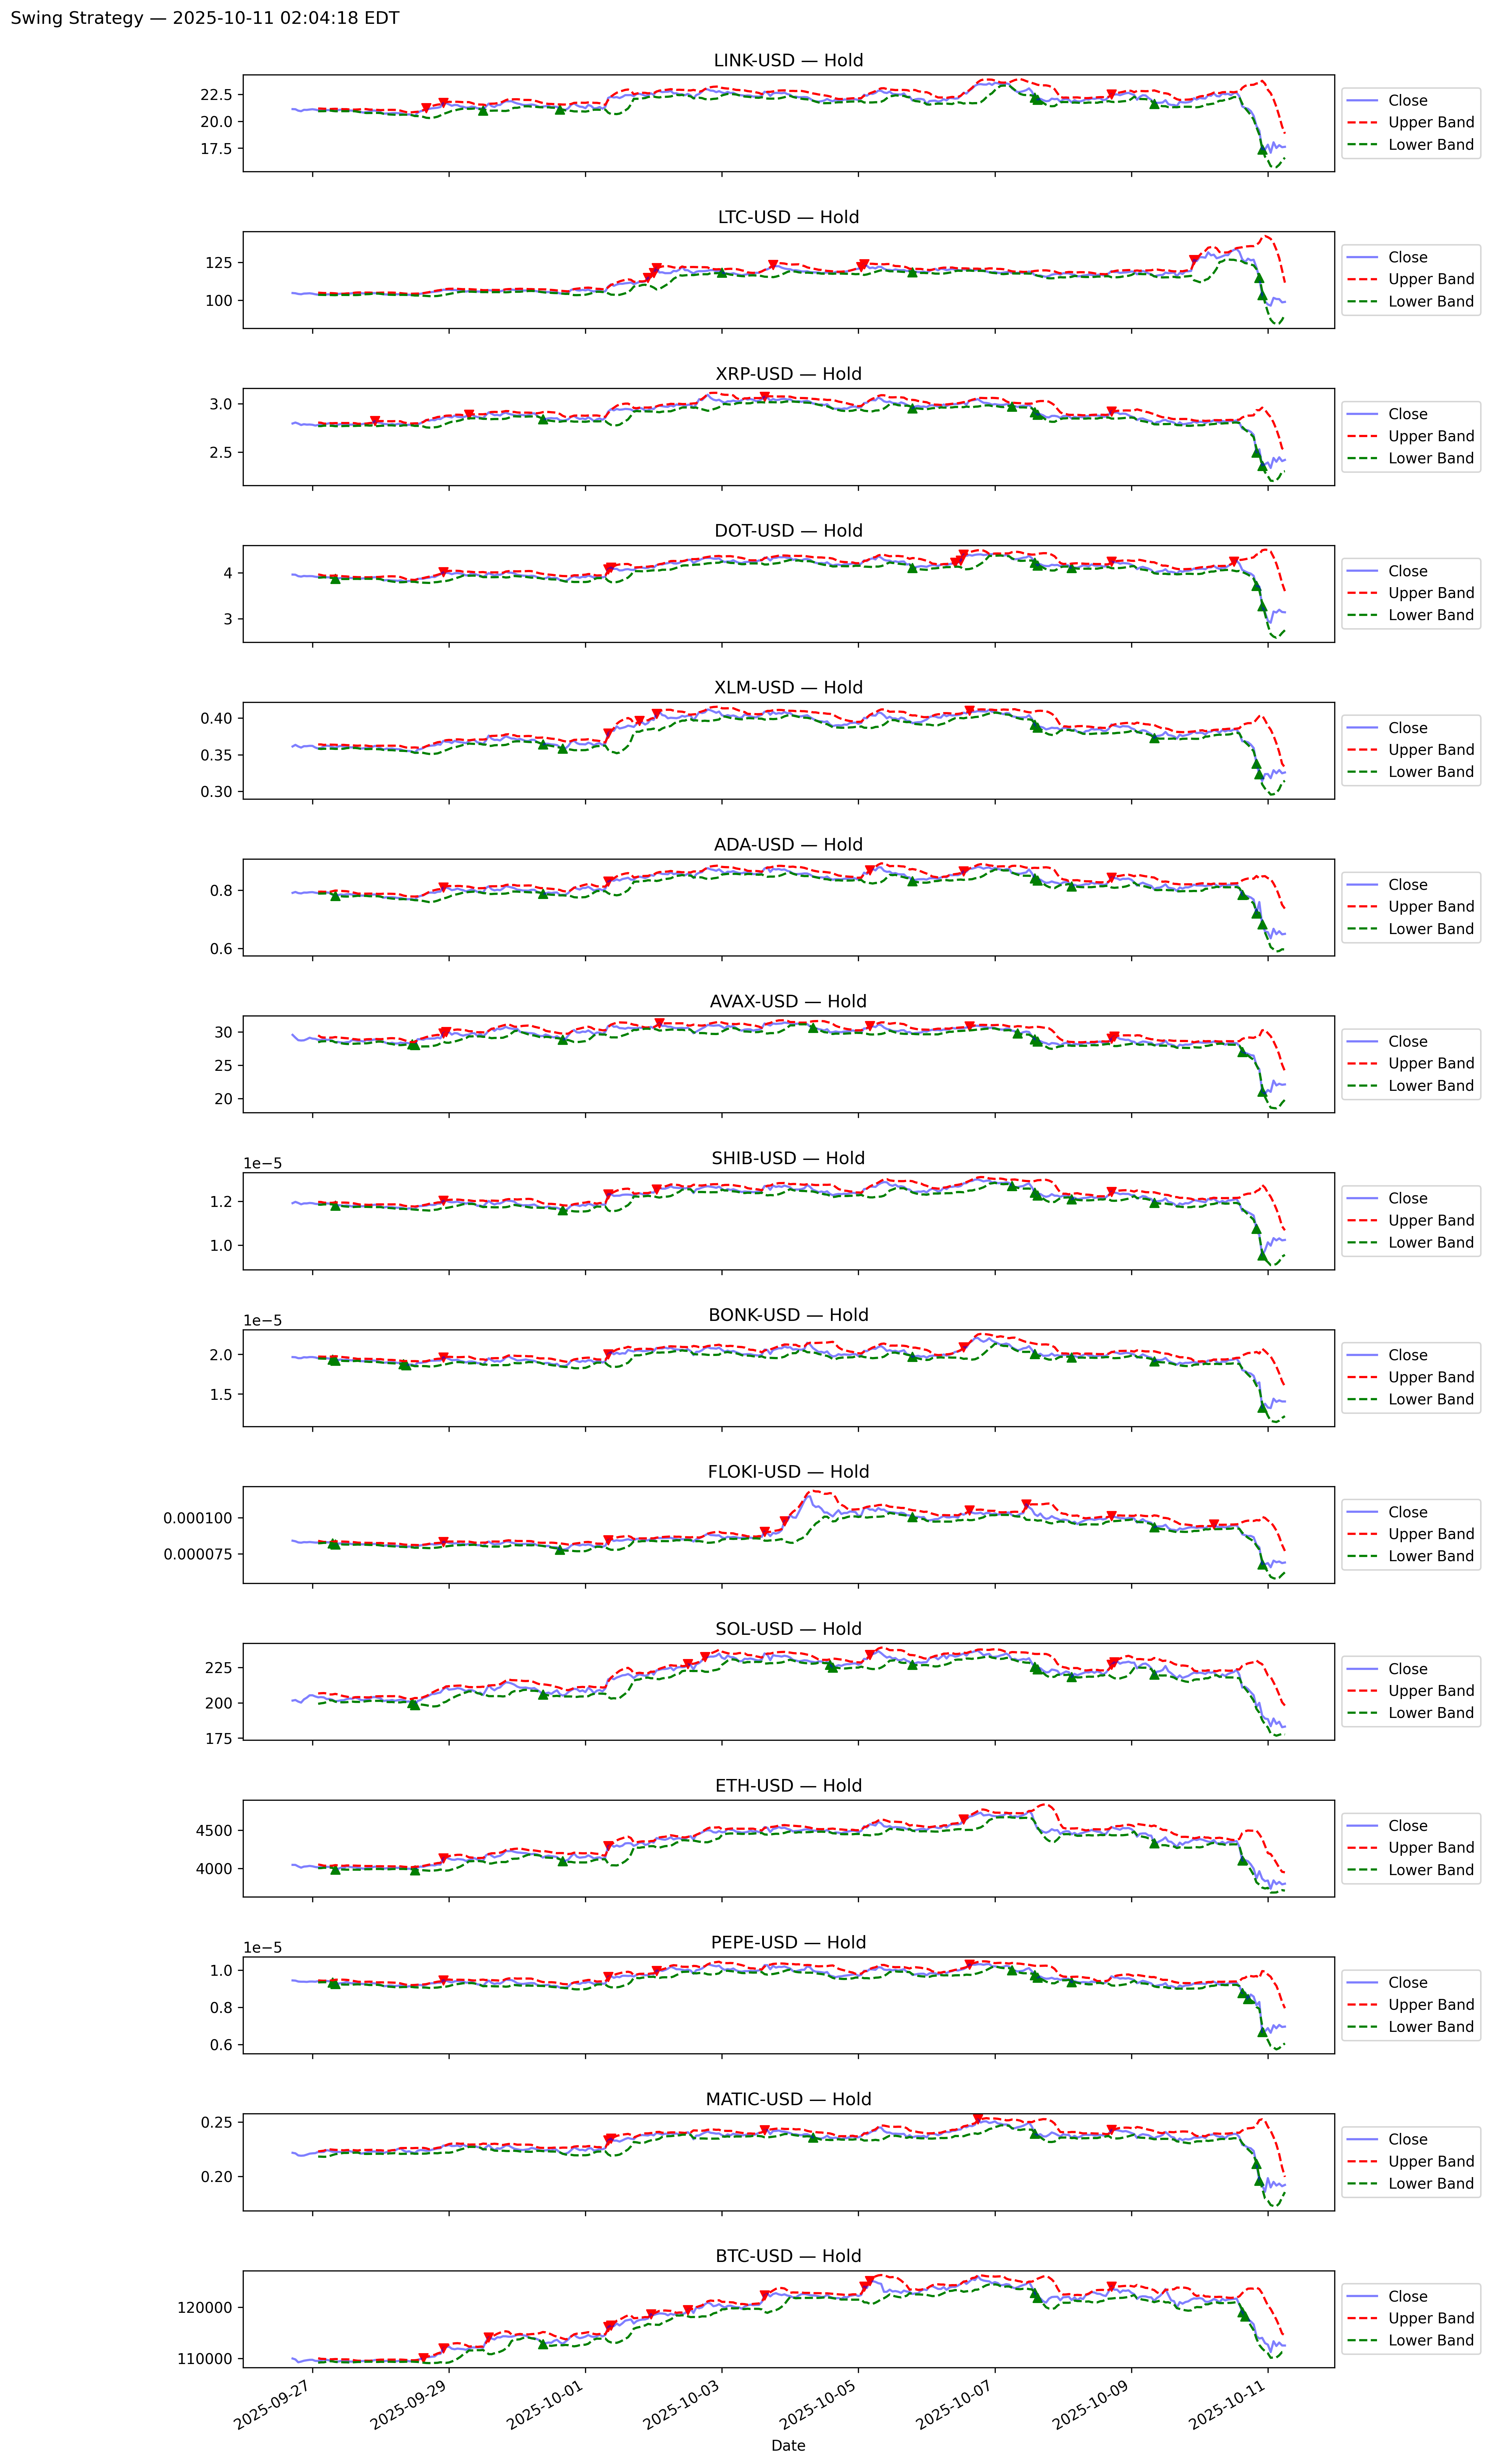 Swing Strategy — 2025-10-11 02:04:18 EDT
LINK-USD — Hold
22.5
20.0
17.5
Close
Upper Band
Lower Band
LTC-USD — Hold
125
100
Close
Upper Band
Lower Band
XRP-USD — Hold
3.0
2.5
Close
Upper Band
Lower Band
DOT-USD — Hold
4
3
Close
Upper Band
Lower Band
XLM-USD — Hold
0.40
0.35
0.30
Close
Upper Band
Lower Band
ADA-USD — Hold
0.8
0.6
Close
Upper Band
Lower Band
AVAX-USD — Hold
30
25
20
Close
Upper Band
Lower Band
SHIB-USD — Hold
1e−5
1.2
1.0
Close
Upper Band
Lower Band
BONK-USD — Hold
1e−5
2.0
1.5
Close
Upper Band
Lower Band
FLOKI-USD — Hold
0.000100
0.000075
Close
Upper Band
Lower Band
SOL-USD — Hold
225
200
175
Close
Upper Band
Lower Band
ETH-USD — Hold
4500
4000
Close
Upper Band
Lower Band
PEPE-USD — Hold
1e−5
1.0
0.8
0.6
Close
Upper Band
Lower Band
MATIC-USD — Hold
0.25
0.20
Close
Upper Band
Lower Band
BTC-USD — Hold
120000
110000
Close
Upper Band
Lower Band
2025-09-27
2025-09-29
2025-10-01
2025-10-03
2025-10-05
2025-10-07
2025-10-09
2025-10-11
Date